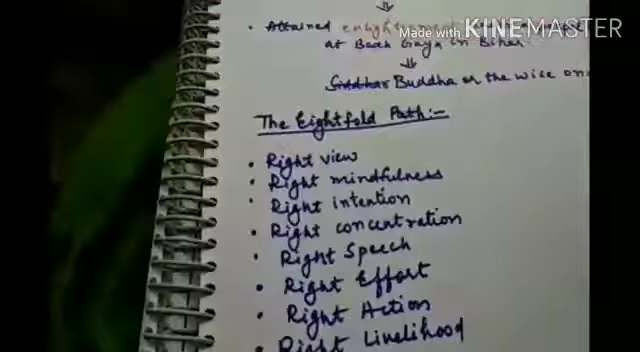 Made with KINEMASTER
⇓
• Attained enlightenment
at Bodh Gaya in Bihar
⇓
Buddha or the wise on
The Eightfold Path:-
• Right view
• Right mindfulness
• Right intention
• Right concentration
• Right Speech
• Right Effort
• Right Action
• Right Livelihood